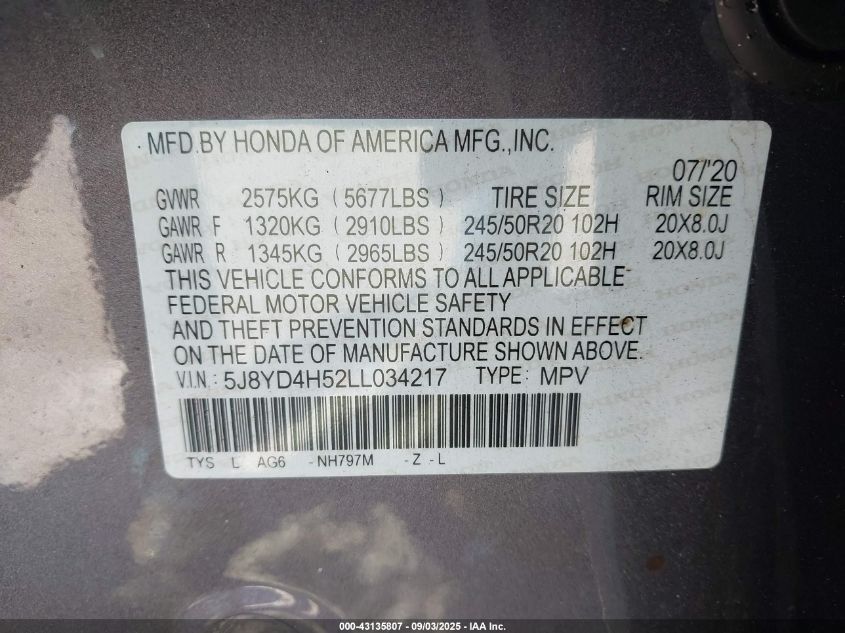 MFD.BY HONDA OF AMERICA MFG.,INC.
07/'20
GVWR 2575KG (5677LBS) TIRE SIZE RIM SIZE
GAWR F 1320KG (2910LBS) 245/50R20 102H 20X8.0J
GAWR R 1345KG (2965LBS) 245/50R20 102H 20X8.0J
THIS VEHICLE CONFORMS TO ALL APPLICABLE
FEDERAL MOTOR VEHICLE SAFETY
AND THEFT PREVENTION STANDARDS IN EFFECT
ON THE DATE OF MANUFACTURE SHOWN ABOVE.
V.I.N.: 5J8YD4H52LL034217 TYPE: MPV
TYS L AG6 -NH797M -Z -L
000-43135807 - 09/03/2025 - IAA Inc.